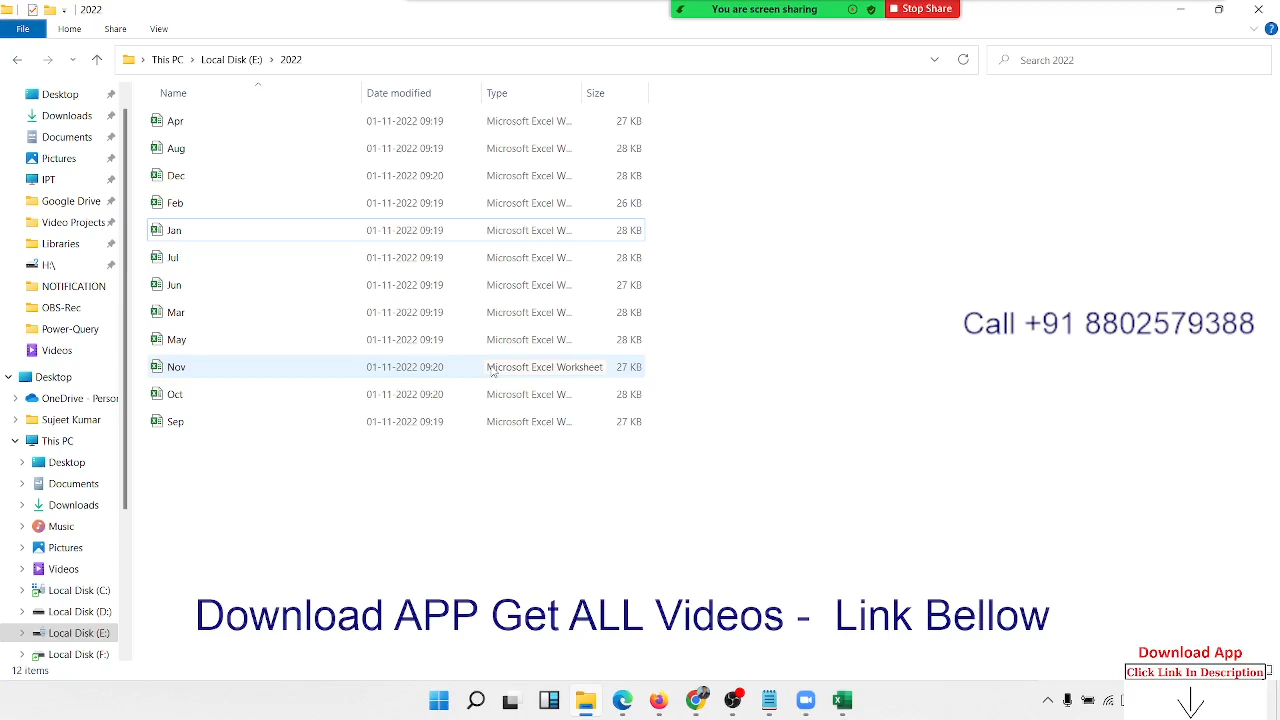 2022
You are screen sharing
Stop Share
File
Home
Share
View
This PC > Local Disk (E:) > 2022
Search 2022
Name
Date modified
Type
Size
Desktop
Downloads
Documents
Pictures
IPT
Google Drive
Video Projects
Libraries
H:\
NOTIFICATION
OBS-Rec
Power-Query
Videos
Desktop
OneDrive - Person
Sujeet Kumar
This PC
Desktop
Documents
Downloads
Music
Pictures
Videos
Local Disk (C:)
Local Disk (D:)
Local Disk (E:)
Local Disk (F:)
Apr 01-11-2022 09:19 Microsoft Excel W... 27 KB
Aug 01-11-2022 09:19 Microsoft Excel W... 28 KB
Dec 01-11-2022 09:20 Microsoft Excel W... 28 KB
Feb 01-11-2022 09:19 Microsoft Excel W... 26 KB
Jan 01-11-2022 09:19 Microsoft Excel W... 28 KB
Jul 01-11-2022 09:19 Microsoft Excel W... 28 KB
Jun 01-11-2022 09:19 Microsoft Excel W... 27 KB
Mar 01-11-2022 09:19 Microsoft Excel W... 28 KB
May 01-11-2022 09:19 Microsoft Excel W... 28 KB
Nov 01-11-2022 09:20 Microsoft Excel Worksheet 27 KB
Oct 01-11-2022 09:20 Microsoft Excel W... 28 KB
Sep 01-11-2022 09:19 Microsoft Excel W... 27 KB
Call +91 8802579388
Download APP Get ALL Videos - Link Bellow
Download App
Click Link In Description
12 items